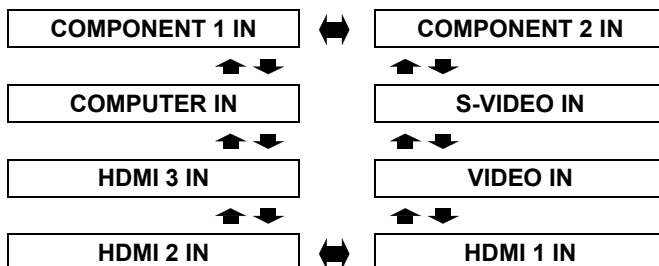 COMPONENT 1 IN COMPONENT 2 IN
COMPUTER IN S-VIDEO IN
HDMI 3 IN VIDEO IN
HDMI 2 IN HDMI 1 IN